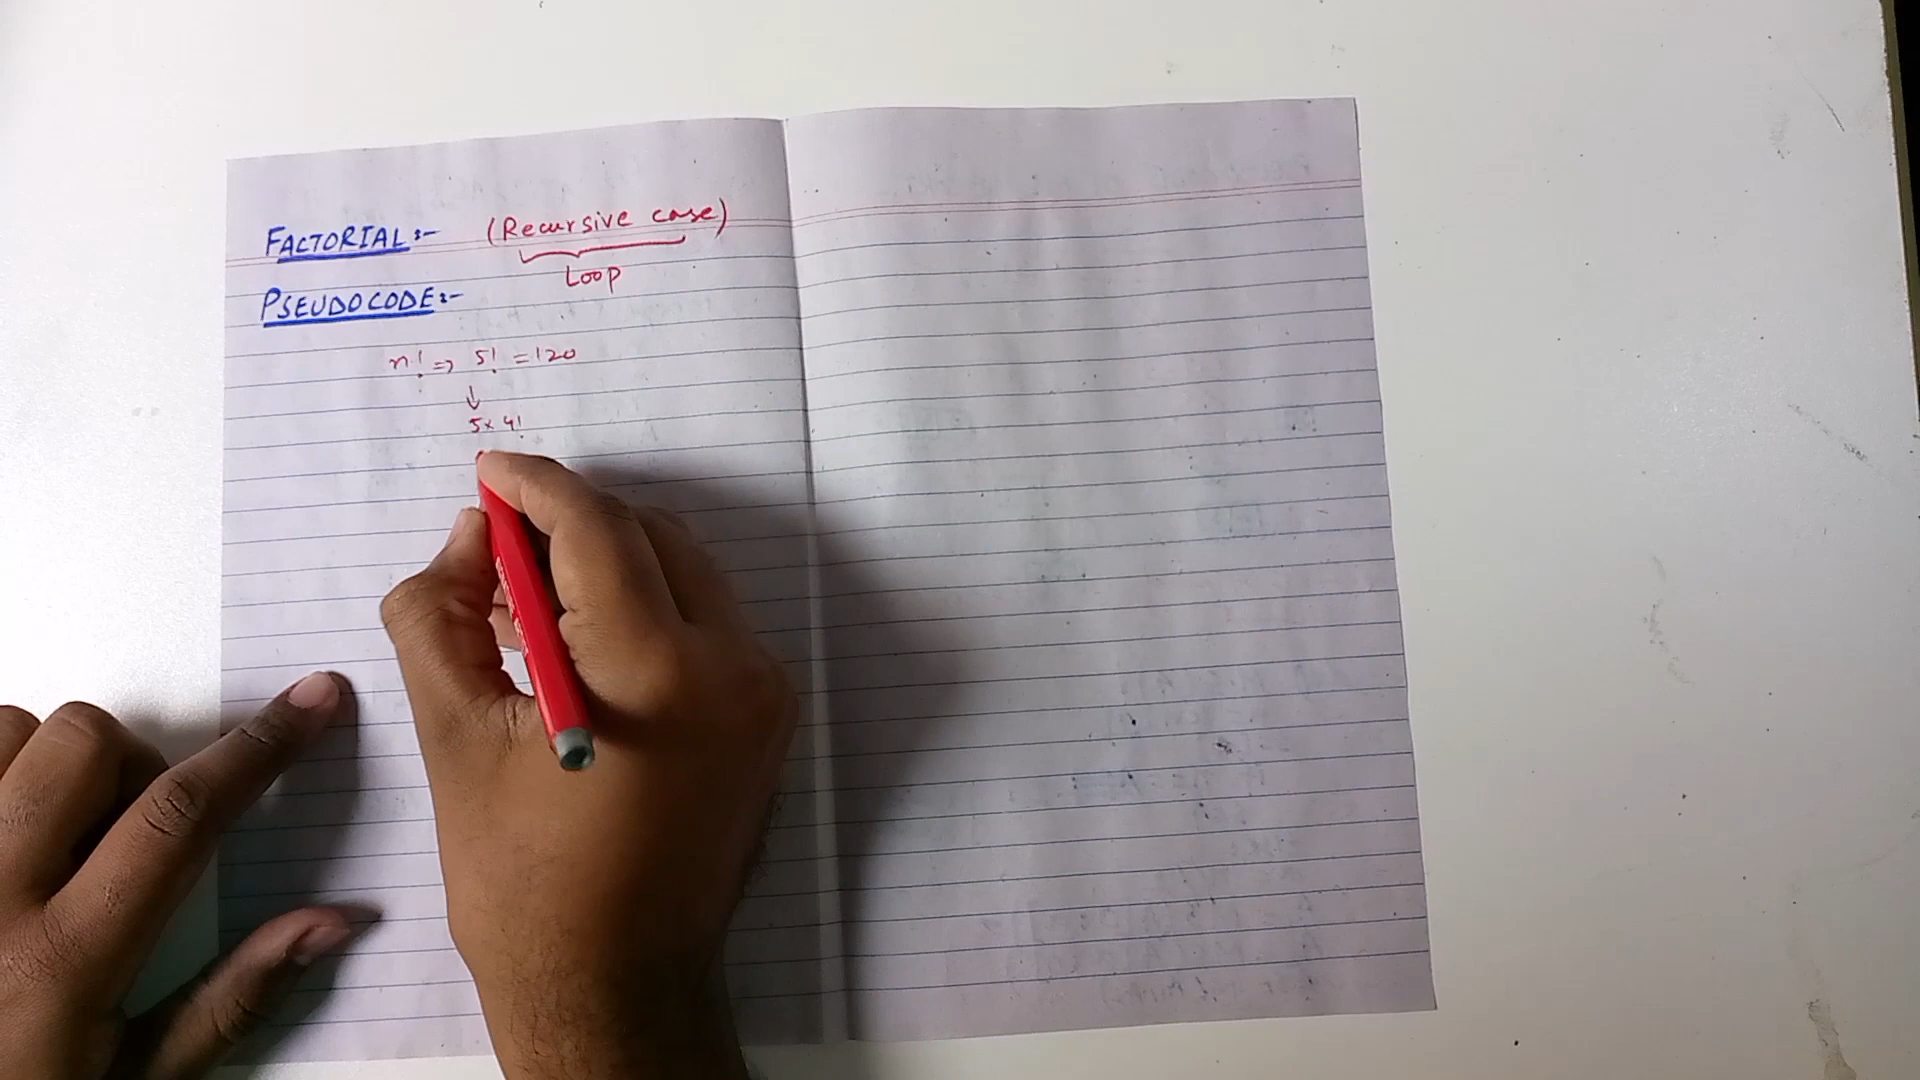 FACTORIAL:- (Recursive case)
Loop
PSEUDOCODE:-
n! => 5! = 120
↓
5 x 4!